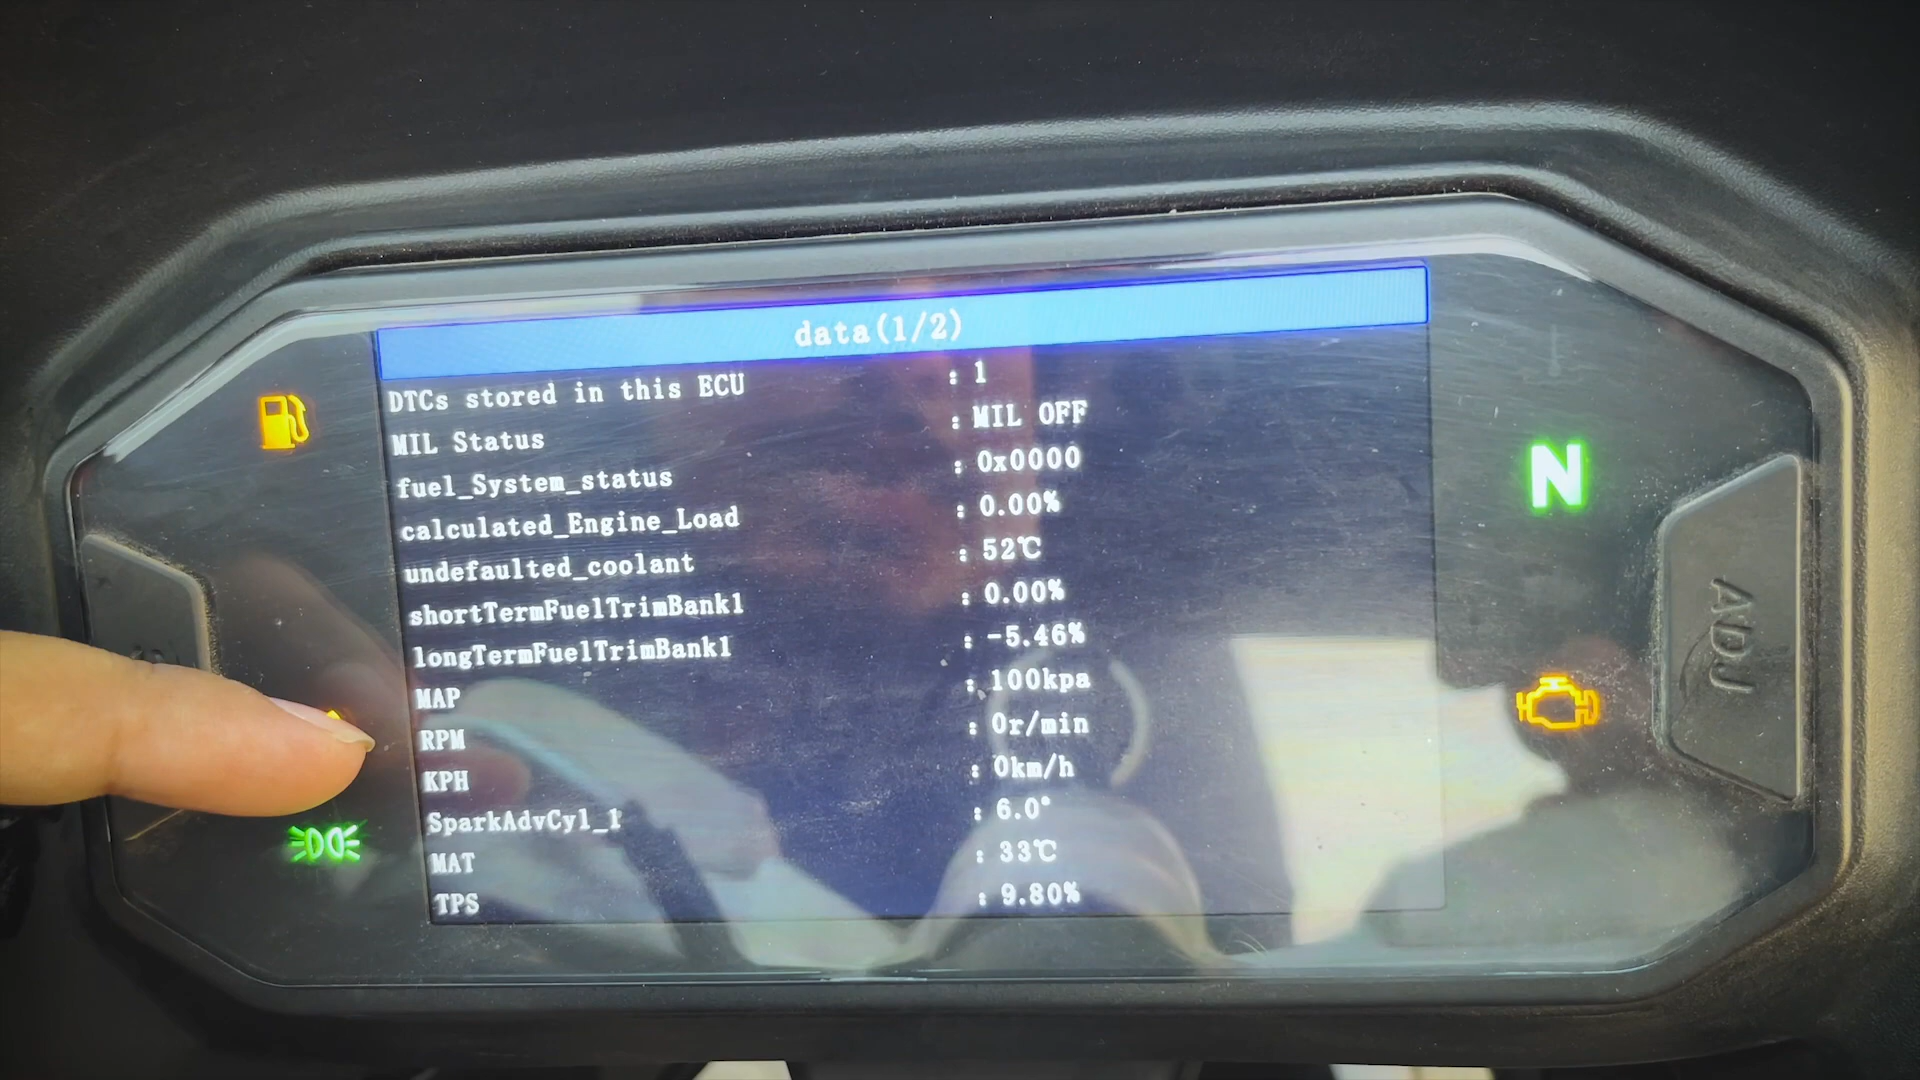 data(1/2)
DTCs stored in this ECU : 1
MIL Status : MIL OFF
fuel_System_status : 0x0000
calculated_Engine_Load : 0.00%
undefaulted_coolant : 52℃
shortTermFuelTrimBank1 : 0.00%
longTermFuelTrimBank1 : -5.46%
MAP : 100kpa
RPM : 0r/min
KPH : 0km/h
SparkAdvCyl_1 : 6.0°
MAT : 33℃
TPS : 9.80%
N
ADJ